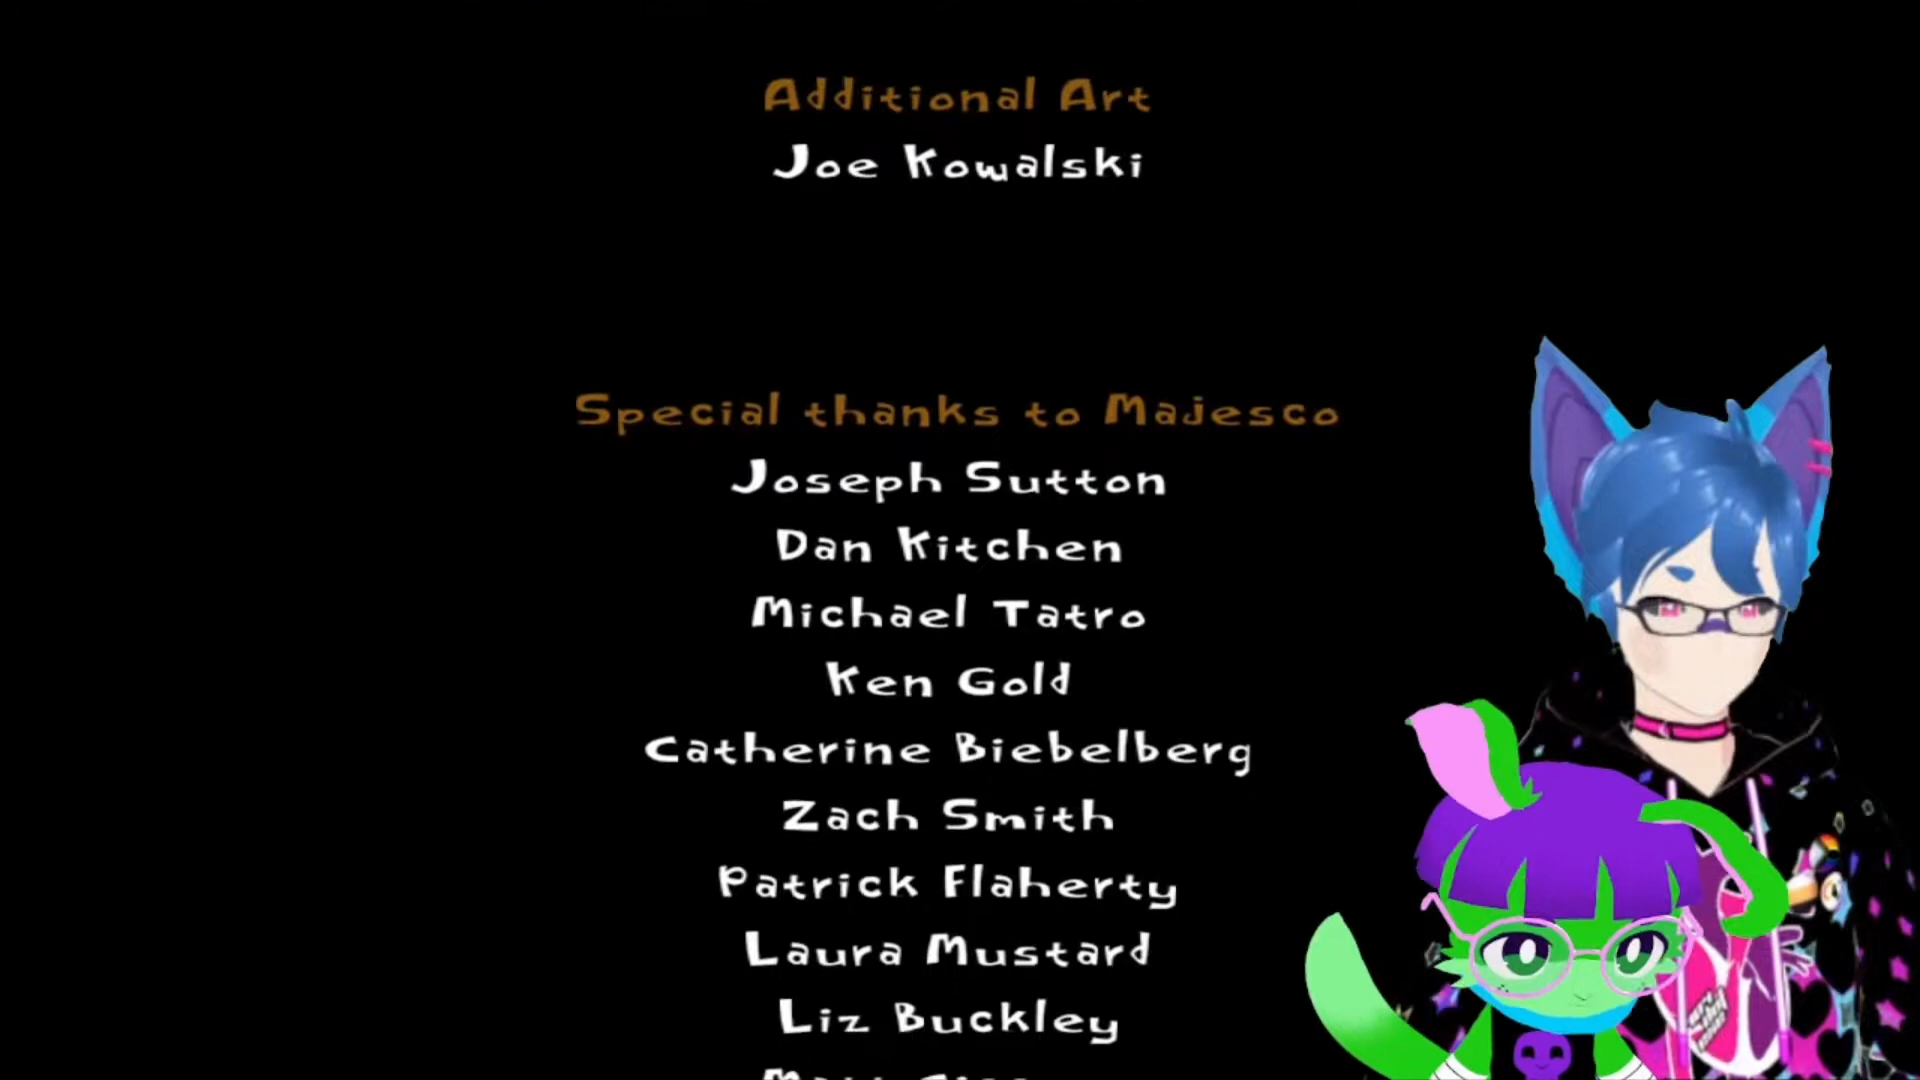 Additional Art
Joe Kowalski
Special thanks to Majesco
Joseph Sutton
Dan Kitchen
Michael Tatro
Ken Gold
Catherine Biebelberg
Zach Smith
Patrick Flaherty
Laura Mustard
Liz Buckley